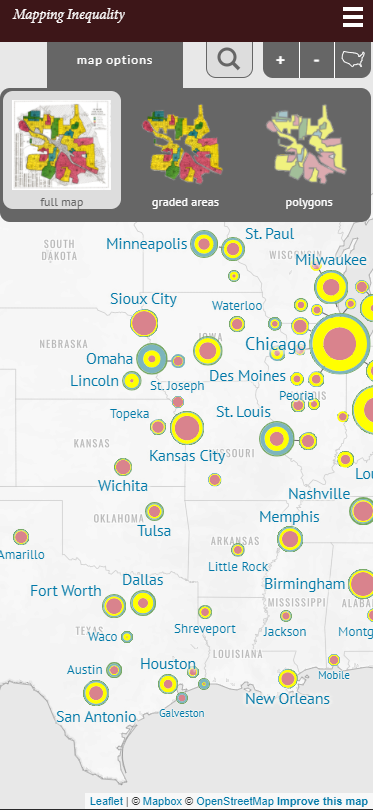 Mapping Inequality
map options
+
-
full map
graded areas
polygons
SOUTH
DAKOTA
Minneapolis
St. Paul
WISCONSIN
Milwaukee
Sioux City
Waterloo
NEBRASKA
IOWA
Chicago
Omaha
Des Moines
Lincoln
St. Joseph
Peoria
Topeka
St. Louis
KANSAS
MISSOURI
Kansas City
Lou
Wichita
Nashville
OKLAHOMA
Tulsa
Memphis
Amarillo
ARKANSAS
Little Rock
Dallas
Fort Worth
Birmingham
MISSISSIPPI
ALABA
TEXAS
Waco
Shreveport
Jackson
Montg
LOUISIANA
Austin
Houston
Mobile
San Antonio
Galveston
New Orleans
Leaflet | © Mapbox © OpenStreetMap Improve this map